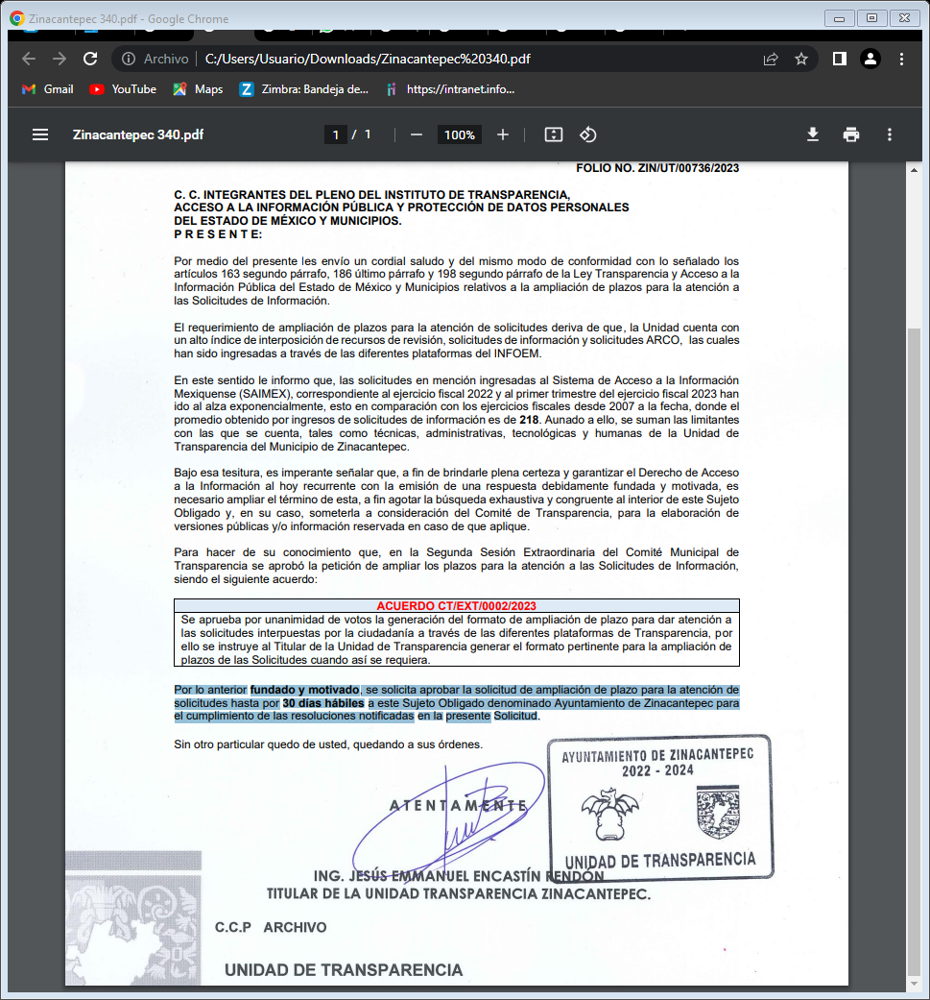 Zinacantepec 340.pdf - Google Chrome
Archivo | C:/Users/Usuario/Downloads/Zinacantepec%20340.pdf
Gmail YouTube Maps Zimbra: Bandeja de... https://intranet.info...
Zinacantepec 340.pdf 1 / 1 — 100% +
FOLIO NO. ZIN/UT/00736/2023
C. C. INTEGRANTES DEL PLENO DEL INSTITUTO DE TRANSPARENCIA,
ACCESO A LA INFORMACIÓN PÚBLICA Y PROTECCIÓN DE DATOS PERSONALES
DEL ESTADO DE MÉXICO Y MUNICIPIOS.
P R E S E N T E:
Por medio del presente les envío un cordial saludo y del mismo modo de conformidad con lo señalado los
artículos 163 segundo párrafo, 186 último párrafo y 198 segundo párrafo de la Ley Transparencia y Acceso a la
Información Pública del Estado de México y Municipios relativos a la ampliación de plazos para la atención a
las Solicitudes de Información.
El requerimiento de ampliación de plazos para la atención de solicitudes deriva de que, la Unidad cuenta con
un alto índice de interposición de recursos de revisión, solicitudes de información y solicitudes ARCO, las cuales
han sido ingresadas a través de las diferentes plataformas del INFOEM.
En este sentido le informo que, las solicitudes en mención ingresadas al Sistema de Acceso a la Información
Mexiquense (SAIMEX), correspondiente al ejercicio fiscal 2022 y al primer trimestre del ejercicio fiscal 2023 han
ido al alza exponencialmente, esto en comparación con los ejercicios fiscales desde 2007 a la fecha, donde el
promedio obtenido por ingresos de solicitudes de información es de 218. Aunado a ello, se suman las limitantes
con las que se cuenta, tales como técnicas, administrativas, tecnológicas y humanas de la Unidad de
Transparencia del Municipio de Zinacantepec.
Bajo esa tesitura, es imperante señalar que, a fin de brindarle plena certeza y garantizar el Derecho de Acceso
a la Información al hoy recurrente con la emisión de una respuesta debidamente fundada y motivada, es
necesario ampliar el término de esta, a fin agotar la búsqueda exhaustiva y congruente al interior de este Sujeto
Obligado y, en su caso, someterla a consideración del Comité de Transparencia, para la elaboración de
versiones públicas y/o información reservada en caso de que aplique.
Para hacer de su conocimiento que, en la Segunda Sesión Extraordinaria del Comité Municipal de
Transparencia se aprobó la petición de ampliar los plazos para la atención a las Solicitudes de Información,
siendo el siguiente acuerdo:
ACUERDO CT/EXT/0002/2023
Se aprueba por unanimidad de votos la generación del formato de ampliación de plazo para dar atención a
las solicitudes interpuestas por la ciudadanía a través de las diferentes plataformas de Transparencia, por
ello se instruye al Titular de la Unidad de Transparencia generar el formato pertinente para la ampliación de
plazos de las Solicitudes cuando así se requiera.
Por lo anterior fundado y motivado, se solicita aprobar la solicitud de ampliación de plazo para la atención de
solicitudes hasta por 30 días hábiles a este Sujeto Obligado denominado Ayuntamiento de Zinacantepec para
el cumplimiento de las resoluciones notificadas en la presente Solicitud.
Sin otro particular quedo de usted, quedando a sus órdenes.
AYUNTAMIENTO DE ZINACANTEPEC
2022 - 2024
UNIDAD DE TRANSPARENCIA
A T E N T A M E N T E
ING. JESÚS EMMANUEL ENCASTÍN RENDÓN
TITULAR DE LA UNIDAD TRANSPARENCIA ZINACANTEPEC.
C.C.P ARCHIVO
UNIDAD DE TRANSPARENCIA